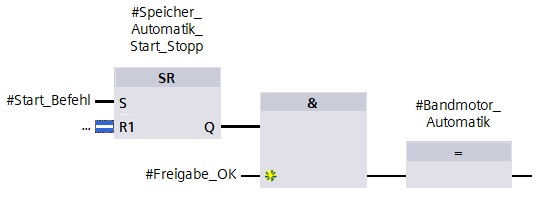 #Speicher_
Automatik_
Start_Stopp
SR
#Start_Befehl
S
...
R1
Q
&
#Freigabe_OK
#Bandmotor_
Automatik
=